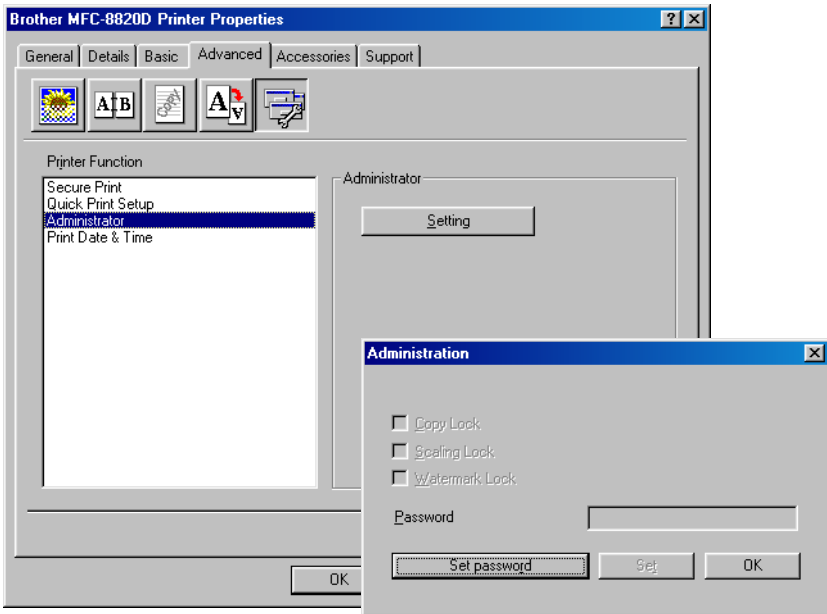 Brother MFC-8820D Printer Properties
General Details Basic Advanced Accessories Support
A B
A A
Printer Function
Secure Print
Quick Print Setup
Administrator
Print Date & Time
Administrator
Setting
OK
Administration
Copy Lock
Scaling Lock
Watermark Lock
Password
Set password Set OK